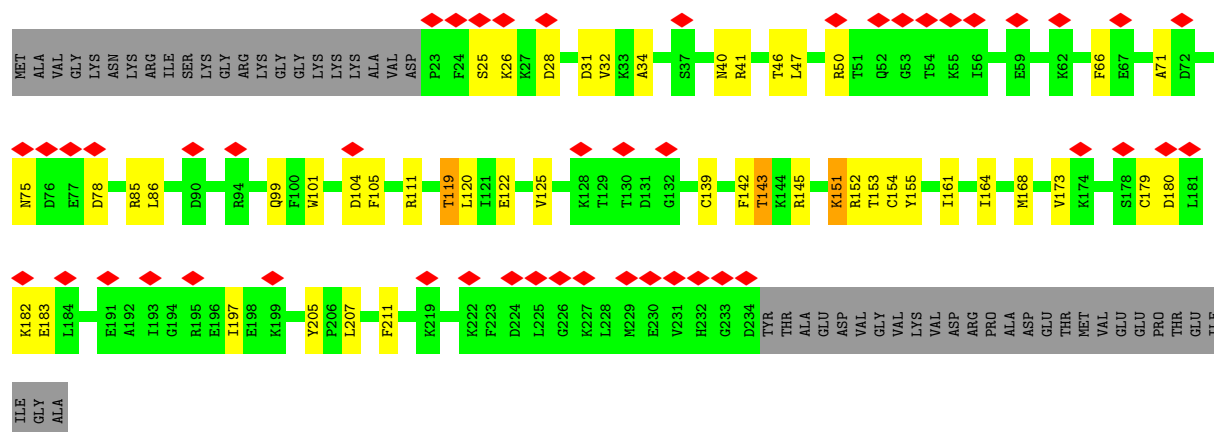 MET ALA VAL GLY LYS ASN LYS ARG ILE SER LYS GLY ARG LYS GLY GLY LYS LYS LYS ALA VAL ASP P23 F24 S25 K26 K27 D28 D31 V32 K33 A34 S37 N40 R41 T46 L47 R50 T51 Q52 G53 T54 K55 I56 E59 K62 F66 E67 A71 D72
N75 D76 E77 D78 R85 L86 D90 R94 Q99 F100 W101 D104 F105 R111 T119 L120 I121 E122 V125 K128 T129 T130 D131 G132 C139 F142 T143 K144 R145 K151 R152 T153 C154 Y155 I161 I164 M168 V173 K174 S178 C179 D180 L181
K182 E183 L184 E191 A192 I193 G194 R195 E196 I197 E198 K199 Y205 P206 L207 F211 K219 K222 F223 D224 L225 G226 K227 L228 M229 E230 V231 H232 G233 D234 TYR THR ALA GLU ASP VAL GLY VAL LYS VAL ASP ARG PRO ALA ASP GLU THR MET VAL GLU GLU PRO THR GLU ILE
ILE GLY ALA